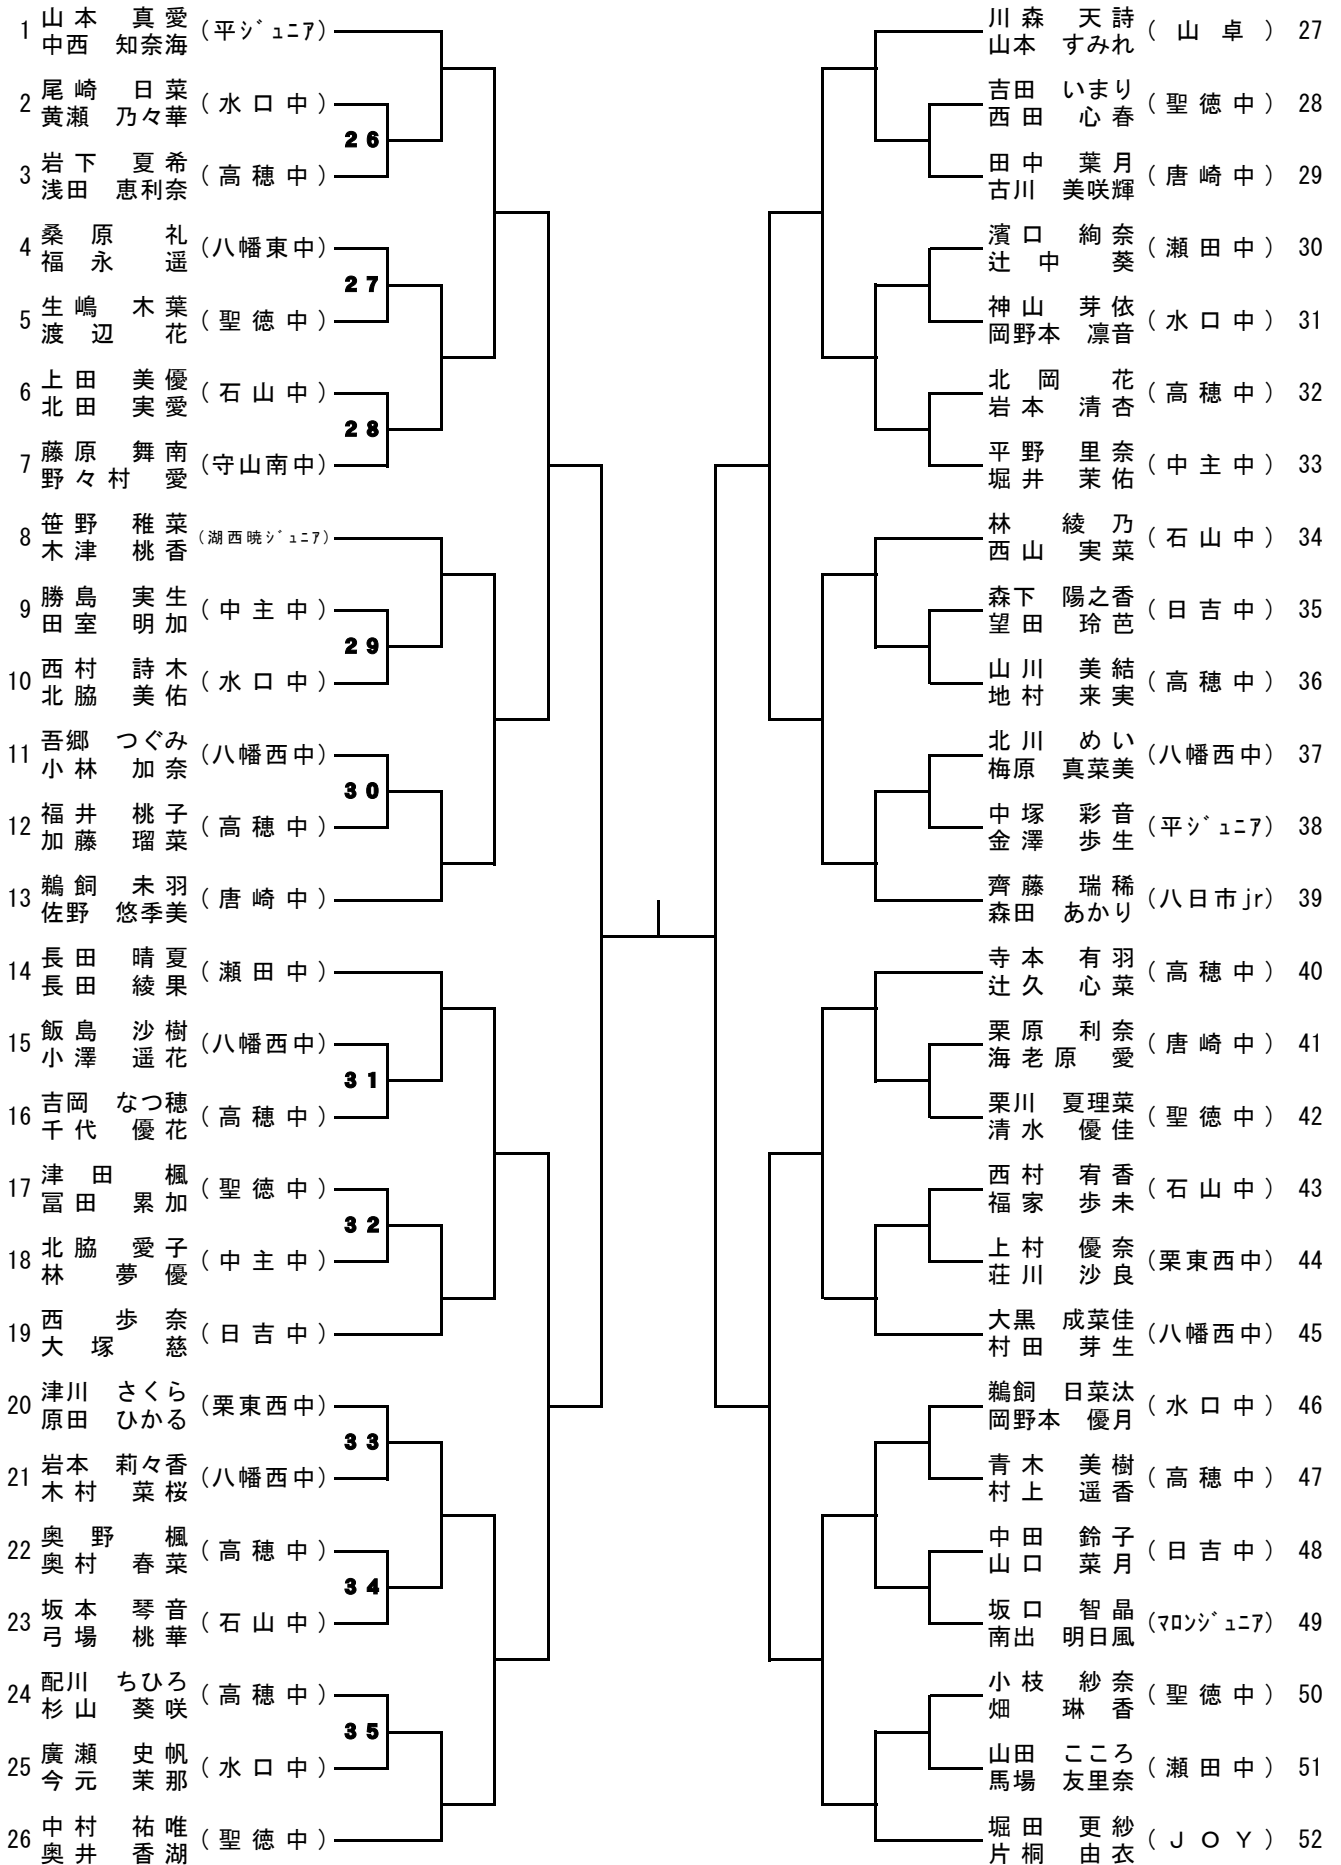 1 山本 真愛 (平ジュニア)
中西 知奈海
2 尾崎 日菜 (水口中)
黄瀬 乃々華
26
3 岩下 夏希 (高穂中)
浅田 恵利奈
4 桑原 礼 (八幡東中)
福永 遥
27
5 生嶋 木葉 (聖徳中)
渡辺 花
6 上田 美優 (石山中)
北田 実愛
28
7 藤原 舞南 (守山南中)
野々村 愛
8 笹野 稚菜 (湖西暁ジュニア)
木津 桃香
9 勝島 実生 (中主中)
田室 明加
29
10 西村 詩木 (水口中)
北脇 美佑
11 吾郷 つぐみ (八幡西中)
小林 加奈
30
12 福井 桃子 (高穂中)
加藤 瑠菜
13 鵜飼 未羽 (唐崎中)
佐野 悠季美
14 長田 晴夏 (瀬田中)
長田 綾果
15 飯島 沙樹 (八幡西中)
小澤 遥花
31
16 吉岡 なつ穂 (高穂中)
千代 優花
17 津田 楓 (聖徳中)
冨田 累加
32
18 北脇 愛子 (中主中)
林 夢優
19 西 歩奈 (日吉中)
大塚 慈
20 津川 さくら (栗東西中)
原田 ひかる
33
21 岩本 莉々香 (八幡西中)
木村 菜桜
22 奥野 楓 (高穂中)
奥村 春菜
34
23 坂本 琴音 (石山中)
弓場 桃華
24 配川 ちひろ (高穂中)
杉山 葵咲
35
25 廣瀬 史帆 (水口中)
今元 茉那
26 中村 祐唯 (聖徳中)
奥井 香湖
川森 天詩 (山卓) 27
山本 すみれ
吉田 いまり (聖徳中) 28
西田 心春
田中 葉月 (唐崎中) 29
古川 美咲輝
濱口 絢奈 (瀬田中) 30
辻中 葵
神山 芽依 (水口中) 31
岡野本 凛音
北岡 花 (高穂中) 32
岩本 清杏
平野 里奈 (中主中) 33
堀井 茉佑
林 綾乃 (石山中) 34
西山 実菜
森下 陽之香 (日吉中) 35
望田 玲芭
山川 美結 (高穂中) 36
地村 来実
北川 めい (八幡西中) 37
梅原 真菜美
中塚 彩音 (平ジュニア) 38
金澤 歩生
齊藤 瑞稀 (八日市jr) 39
森田 あかり
寺本 有羽 (高穂中) 40
辻久 心菜
栗原 利奈 (唐崎中) 41
海老原 愛
栗川 夏理菜 (聖徳中) 42
清水 優佳
西村 宥香 (石山中) 43
福家 歩未
上村 優奈 (栗東西中) 44
荘川 沙良
大黒 成菜佳 (八幡西中) 45
村田 芽生
鵜飼 日菜汰 (水口中) 46
岡野本 優月
青木 美樹 (高穂中) 47
村上 遥香
中田 鈴子 (日吉中) 48
山口 菜月
坂口 智晶 (マロンジュニア) 49
南出 明日風
小枝 紗奈 (聖徳中) 50
畑 琳香
山田 こころ (瀬田中) 51
馬場 友里奈
堀田 更紗 (JOY) 52
片桐 由衣